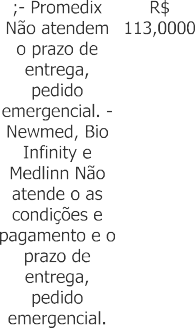 ;- Promedix R$
Não atendem 113,0000
o prazo de
entrega,
pedido
emergencial. -
Newmed, Bio
Infinity e
Medlinn Não
atende o as
condições e
pagamento e o
prazo de
entrega,
pedido
emergencial.